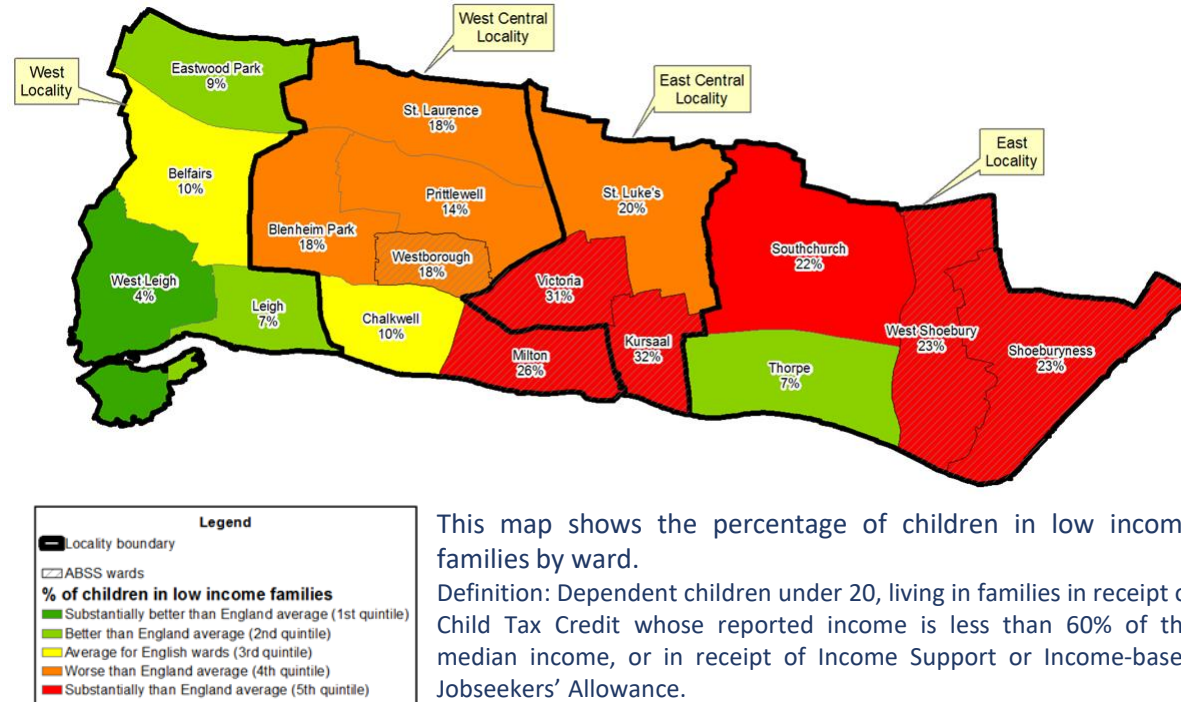 West Central
Locality
West
Locality
Eastwood Park
9%
East Central
Locality
St. Laurence
18%
East
Locality
Belfairs
10%
Prittlewell
14%
St. Luke's
20%
Blenheim Park
18%
Westborough
18%
Southchurch
22%
West Leigh
4%
Leigh
7%
Chalkwell
10%
Victoria
31%
Kursaal
32%
West Shoebury
23%
Shoeburyness
23%
Milton
26%
Thorpe
7%
Legend
Locality boundary
ABSS wards
% of children in low income families
Substantially better than England average (1st quintile)
Better than England average (2nd quintile)
Average for English wards (3rd quintile)
Worse than England average (4th quintile)
Substantially than England average (5th quintile)
This map shows the percentage of children in low incom
families by ward.
Definition: Dependent children under 20, living in families in receipt o
Child Tax Credit whose reported income is less than 60% of th
median income, or in receipt of Income Support or Income-base
Jobseekers’ Allowance.